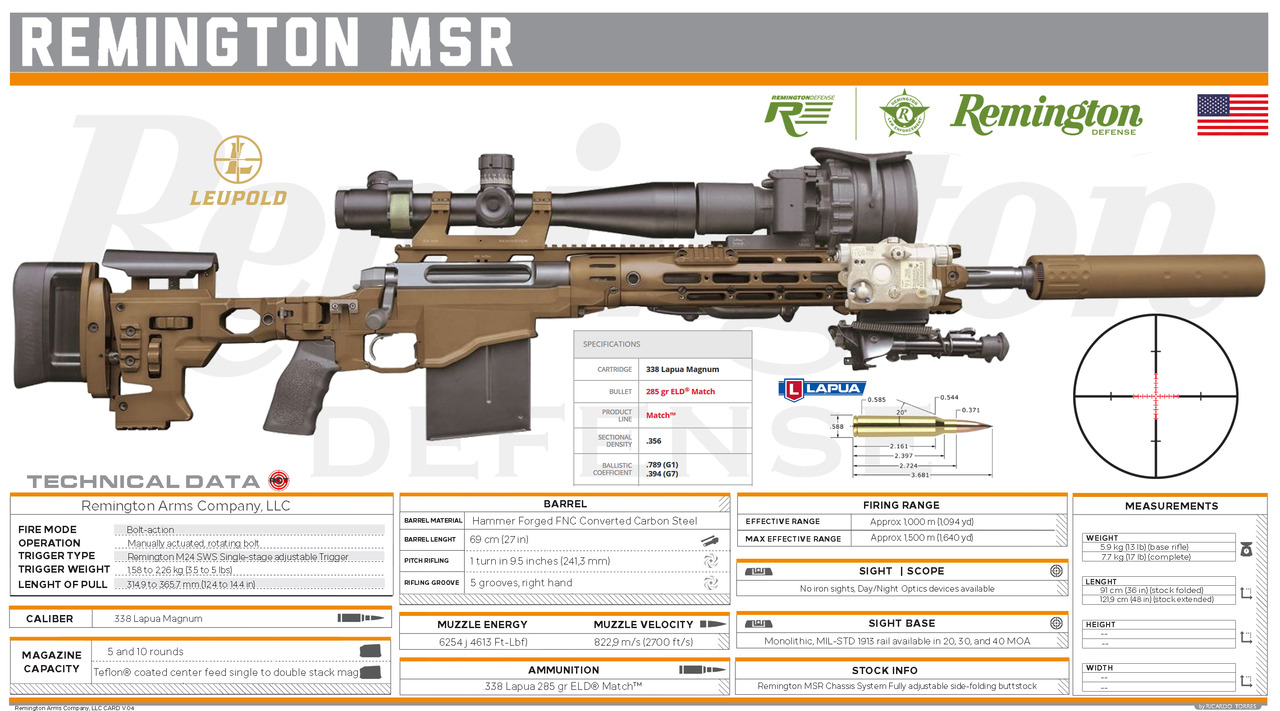 REMINGTON MSR
REMINGTONDEFENSE
R
REMINGTON
R
LAW ENFORCEMENT
Remington
DEFENSE
L
LEUPOLD
Remington
DEFENSE
SPECIFICATIONS
CARTRIDGE 338 Lapua Magnum
BULLET 285 gr ELD® Match
PRODUCT LINE Match™
SECTIONAL DENSITY .356
BALLISTIC COEFFICIENT .789 (G1)
.394 (G7)
L LAPUA
0.585
0.544
20°
0.371
.588
2.161
2.397
2.724
3.681
TECHNICAL DATA
HOT
Remington Arms Company, LLC
FIRE MODE Bolt-action
OPERATION Manually actuated, rotating bolt
TRIGGER TYPE Remington M24 SWS Single-stage adjustable Trigger
TRIGGER WEIGHT 1,58 to 2,26 kg (3.5 to 5 lbs)
LENGHT OF PULL 314.9 to 365.7 mm (12.4 to 14.4 in)
CALIBER 338 Lapua Magnum
MAGAZINE CAPACITY 5 and 10 rounds
Teflon® coated center feed single to double stack mag
BARREL
BARREL MATERIAL Hammer Forged FNC Converted Carbon Steel
BARREL LENGHT 69 cm (27 in)
PITCH RIFLING 1 turn in 9.5 inches (241,3 mm)
RIFLING GROOVE 5 grooves, right hand
MUZZLE ENERGY MUZZLE VELOCITY
6254 j 4613 Ft-Lbf) 822,9 m/s (2700 ft/s)
AMMUNITION
338 Lapua 285 gr ELD® Match™
FIRING RANGE
EFFECTIVE RANGE Approx 1,000 m (1,094 yd)
MAX EFFECTIVE RANGE Approx 1,500 m (1,640 yd)
SIGHT | SCOPE
No iron sights, Day/Night Optics devices available
SIGHT BASE
Monolithic, MIL-STD 1913 rail available in 20, 30, and 40 MOA
STOCK INFO
Remington MSR Chassis System Fully adjustable side-folding buttstock
MEASUREMENTS
WEIGHT
5.9 kg (13 lb) (base rifle)
7.7 kg (17 lb) (complete)
LENGHT
91 cm (36 in) (stock folded)
121,9 cm (48 in) (stock extended)
HEIGHT
--
--
WIDTH
--
--
Remington Arms Company, LLC CARD V.04
by RICARDO TORRES